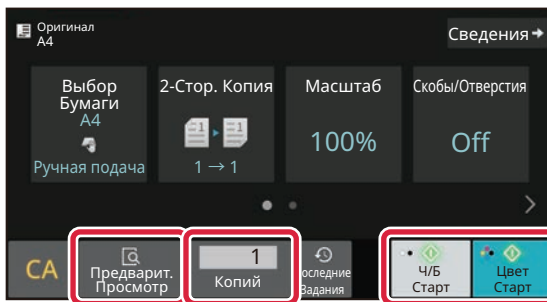 Оригинал
A4
Сведения
Выбор
Бумаги
A4
Ручная подача
2-Стор. Копия
1 → 1
Масштаб
100%
Скобы/Отверстия
Off
CA
Предварит.
Просмотр
1
Копий
Задания
Ч/Б
Старт
Цвет
Старт